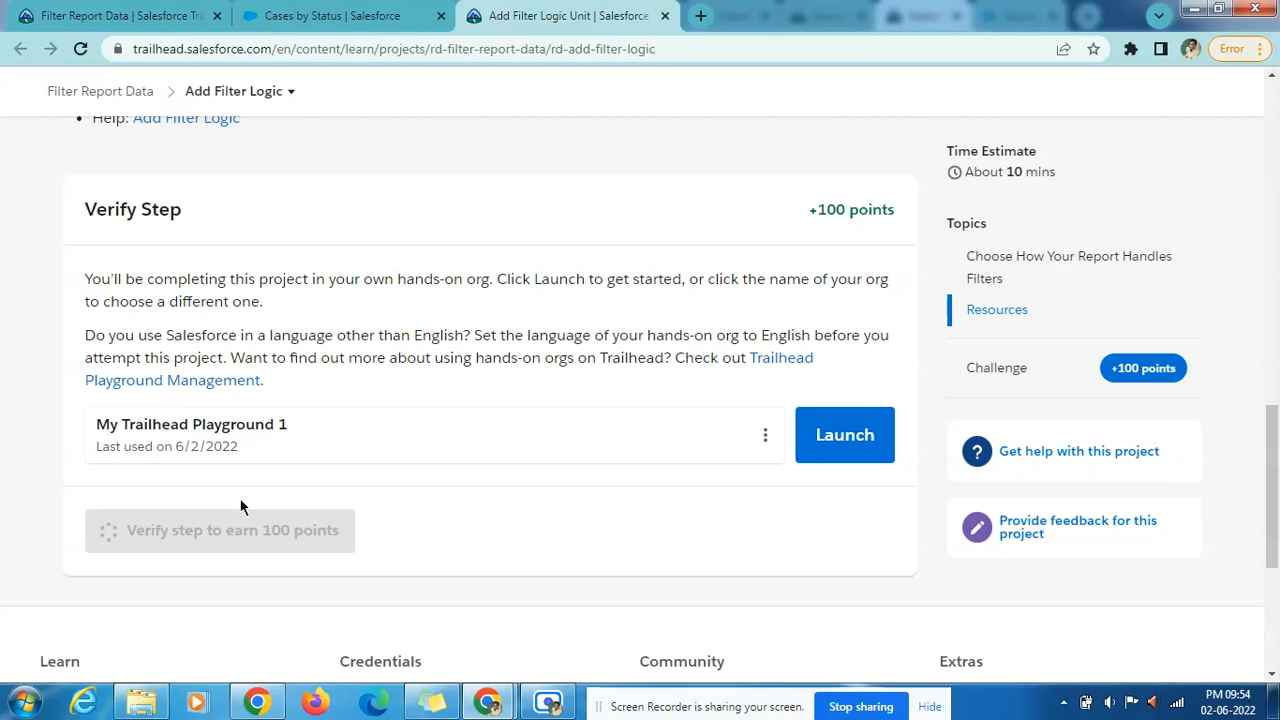 Filter Report Data | Salesforce Tra
Cases by Status | Salesforce
Add Filter Logic Unit | Salesforce
trailhead.salesforce.com/en/content/learn/projects/rd-filter-report-data/rd-add-filter-logic
Error
Filter Report Data
Add Filter Logic
Help: Add Filter Logic
Verify Step
+100 points
You'll be completing this project in your own hands-on org. Click Launch to get started, or click the name of your org
to choose a different one.
Do you use Salesforce in a language other than English? Set the language of your hands-on org to English before you
attempt this project. Want to find out more about using hands-on orgs on Trailhead? Check out Trailhead
Playground Management.
My Trailhead Playground 1
Last used on 6/2/2022
Launch
Verify step to earn 100 points
Time Estimate
About 10 mins
Topics
Choose How Your Report Handles
Filters
Resources
Challenge
+100 points
Get help with this project
Provide feedback for this
project
Learn
Credentials
Community
Extras
Screen Recorder is sharing your screen.
Stop sharing
Hide
PM 09:54
02-06-2022